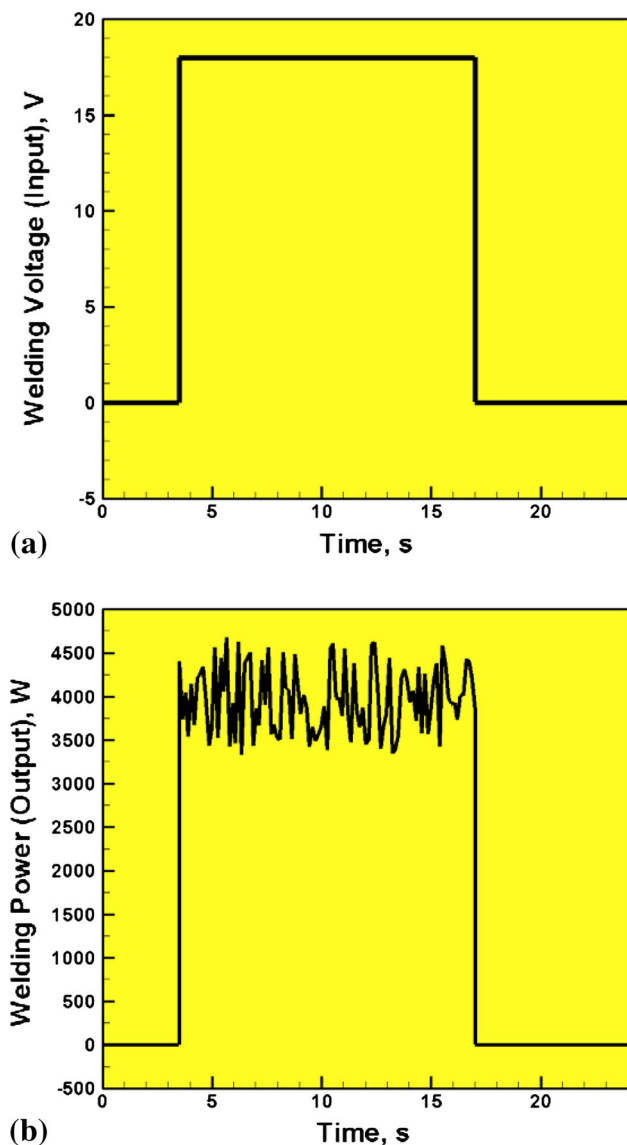 20
15
10
5
0
-5
Welding Voltage (Input), V
0 5 10 15 20
Time, s
(a)
5000
4500
4000
3500
3000
2500
2000
1500
1000
500
0
-500
Welding Power (Output), W
0 5 10 15 20
Time, s
(b)